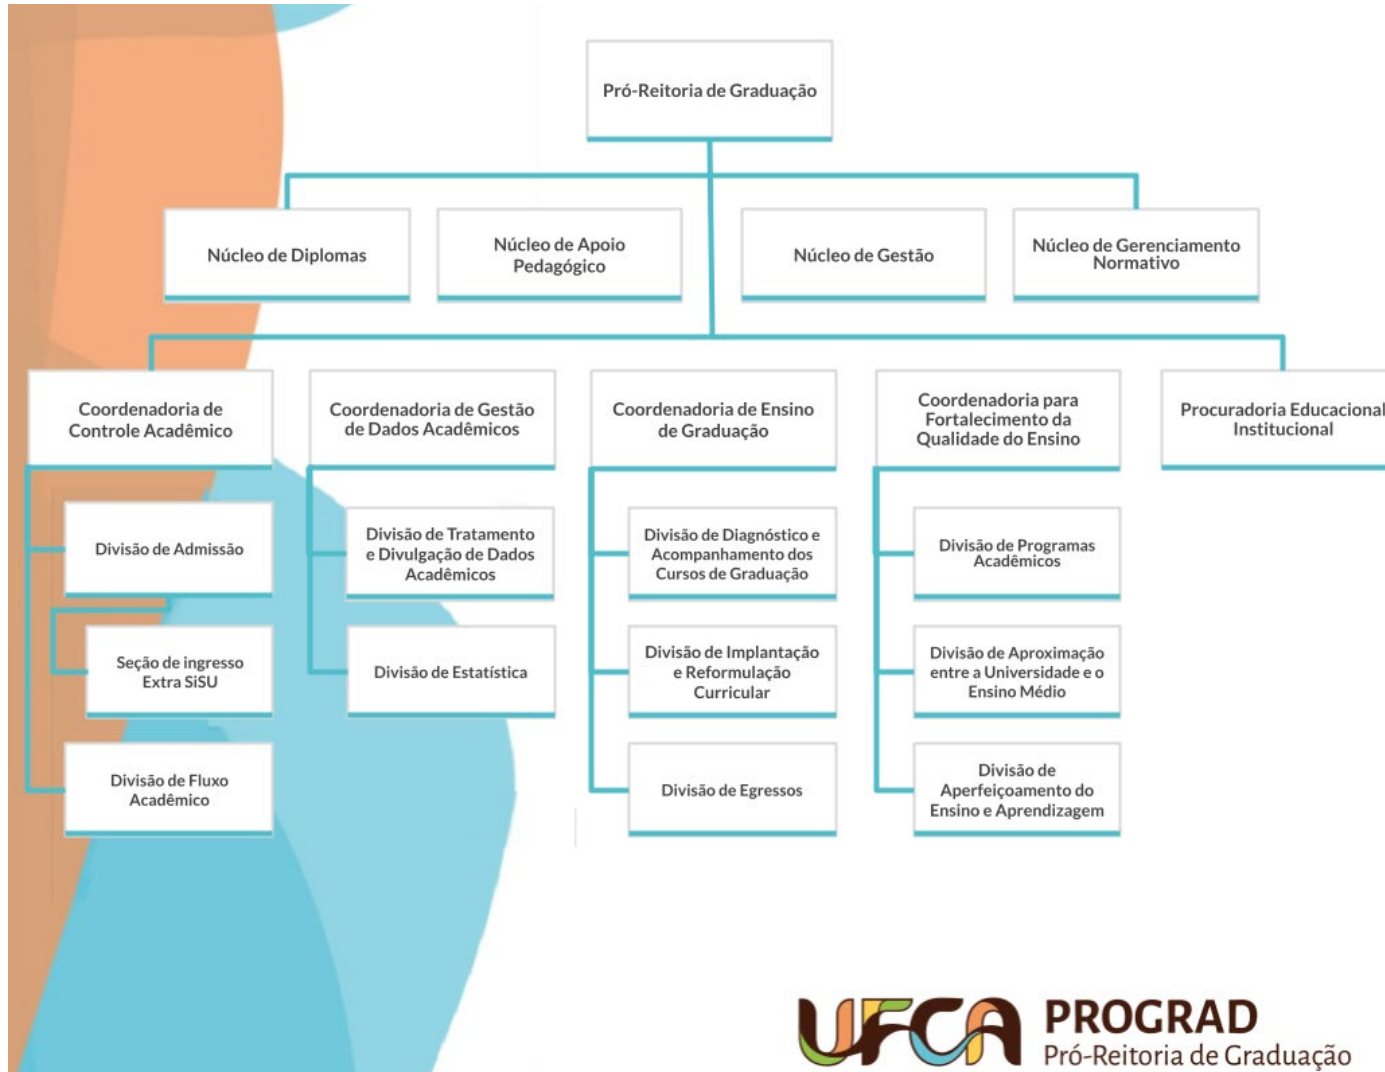 Pró-Reitoria de Graduação
Núcleo de Diplomas
Núcleo de Apoio
Pedagógico
Núcleo de Gestão
Núcleo de Gerenciamento
Normativo
Coordenadoria de
Controle Acadêmico
Coordenadoria de Gestão
de Dados Acadêmicos
Coordenadoria de Ensino
de Graduação
Coordenadoria para
Fortalecimento da
Qualidade do Ensino
Procuradoria Educacional
Institucional
Divisão de Admissão
Seção de ingresso
Extra SiSU
Divisão de Fluxo
Acadêmico
Divisão de Tratamento
e Divulgação de Dados
Acadêmicos
Divisão de Estatística
Divisão de Diagnóstico e
Acompanhamento dos
Cursos de Graduação
Divisão de Implantação
e Reformulação
Curricular
Divisão de Egressos
Divisão de Programas
Acadêmicos
Divisão de Aproximação
entre a Universidade e o
Ensino Médio
Divisão de
Aperfeiçoamento do
Ensino e Aprendizagem
UFCA
PROGRAD
Pró-Reitoria de Graduação